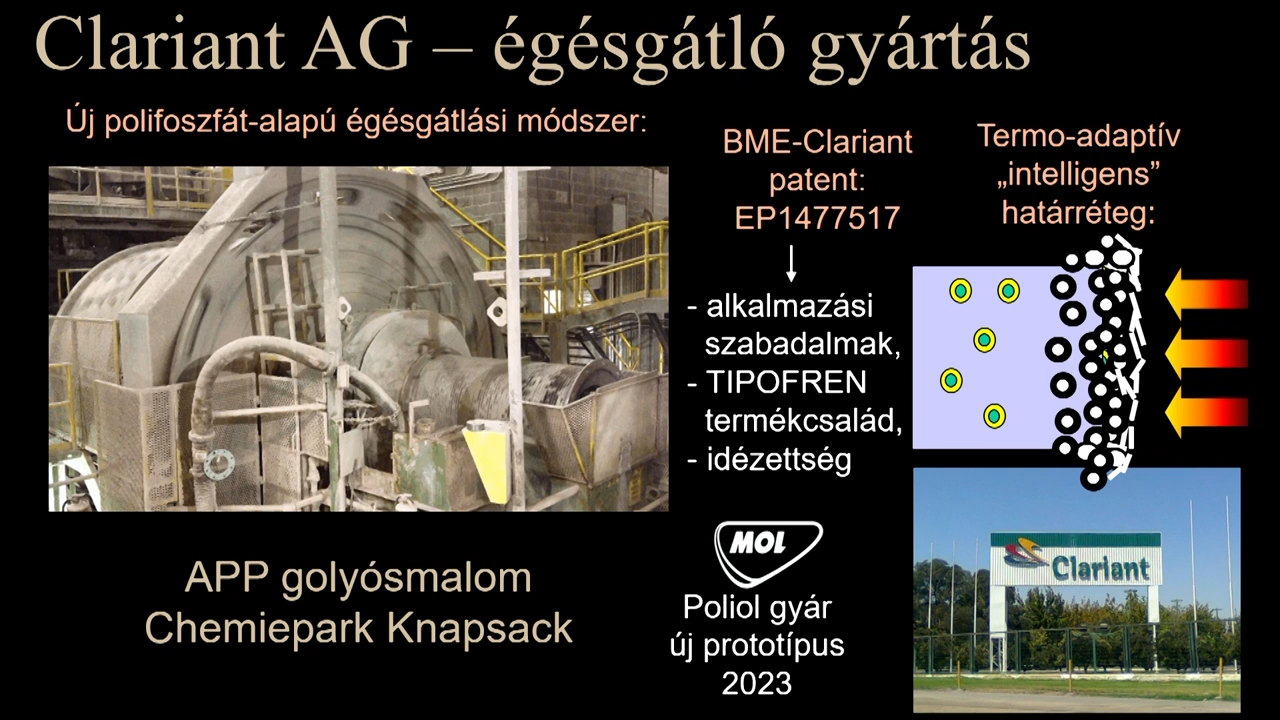 Clariant AG – égésgátló gyártás
Új polifoszfát-alapú égésgátlási módszer:
BME-Clariant
patent:
EP1477517
- alkalmazási
szabadalmak,
- TIPOFREN
termékcsalád,
- idézettség
Termo-adaptív
„intelligens”
határréteg:
APP golyósmalom
Chemiepark Knapsack
MOL
Poliol gyár
új prototípus
2023
Clariant